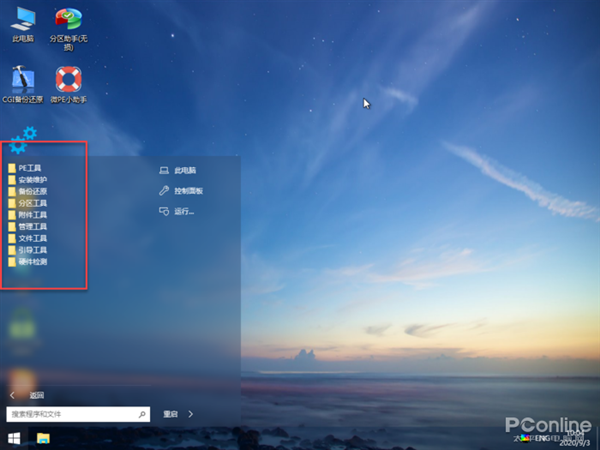 此电脑
分区助手(无
损)
CGI备份还原
微PE小助手
PE工具
安装维护
备份还原
分区工具
附件工具
管理工具
文件工具
引导工具
硬件检测
此电脑
控制面板
运行...
返回
搜索程序和文件
重启
PConline
ENG
2020/9/3